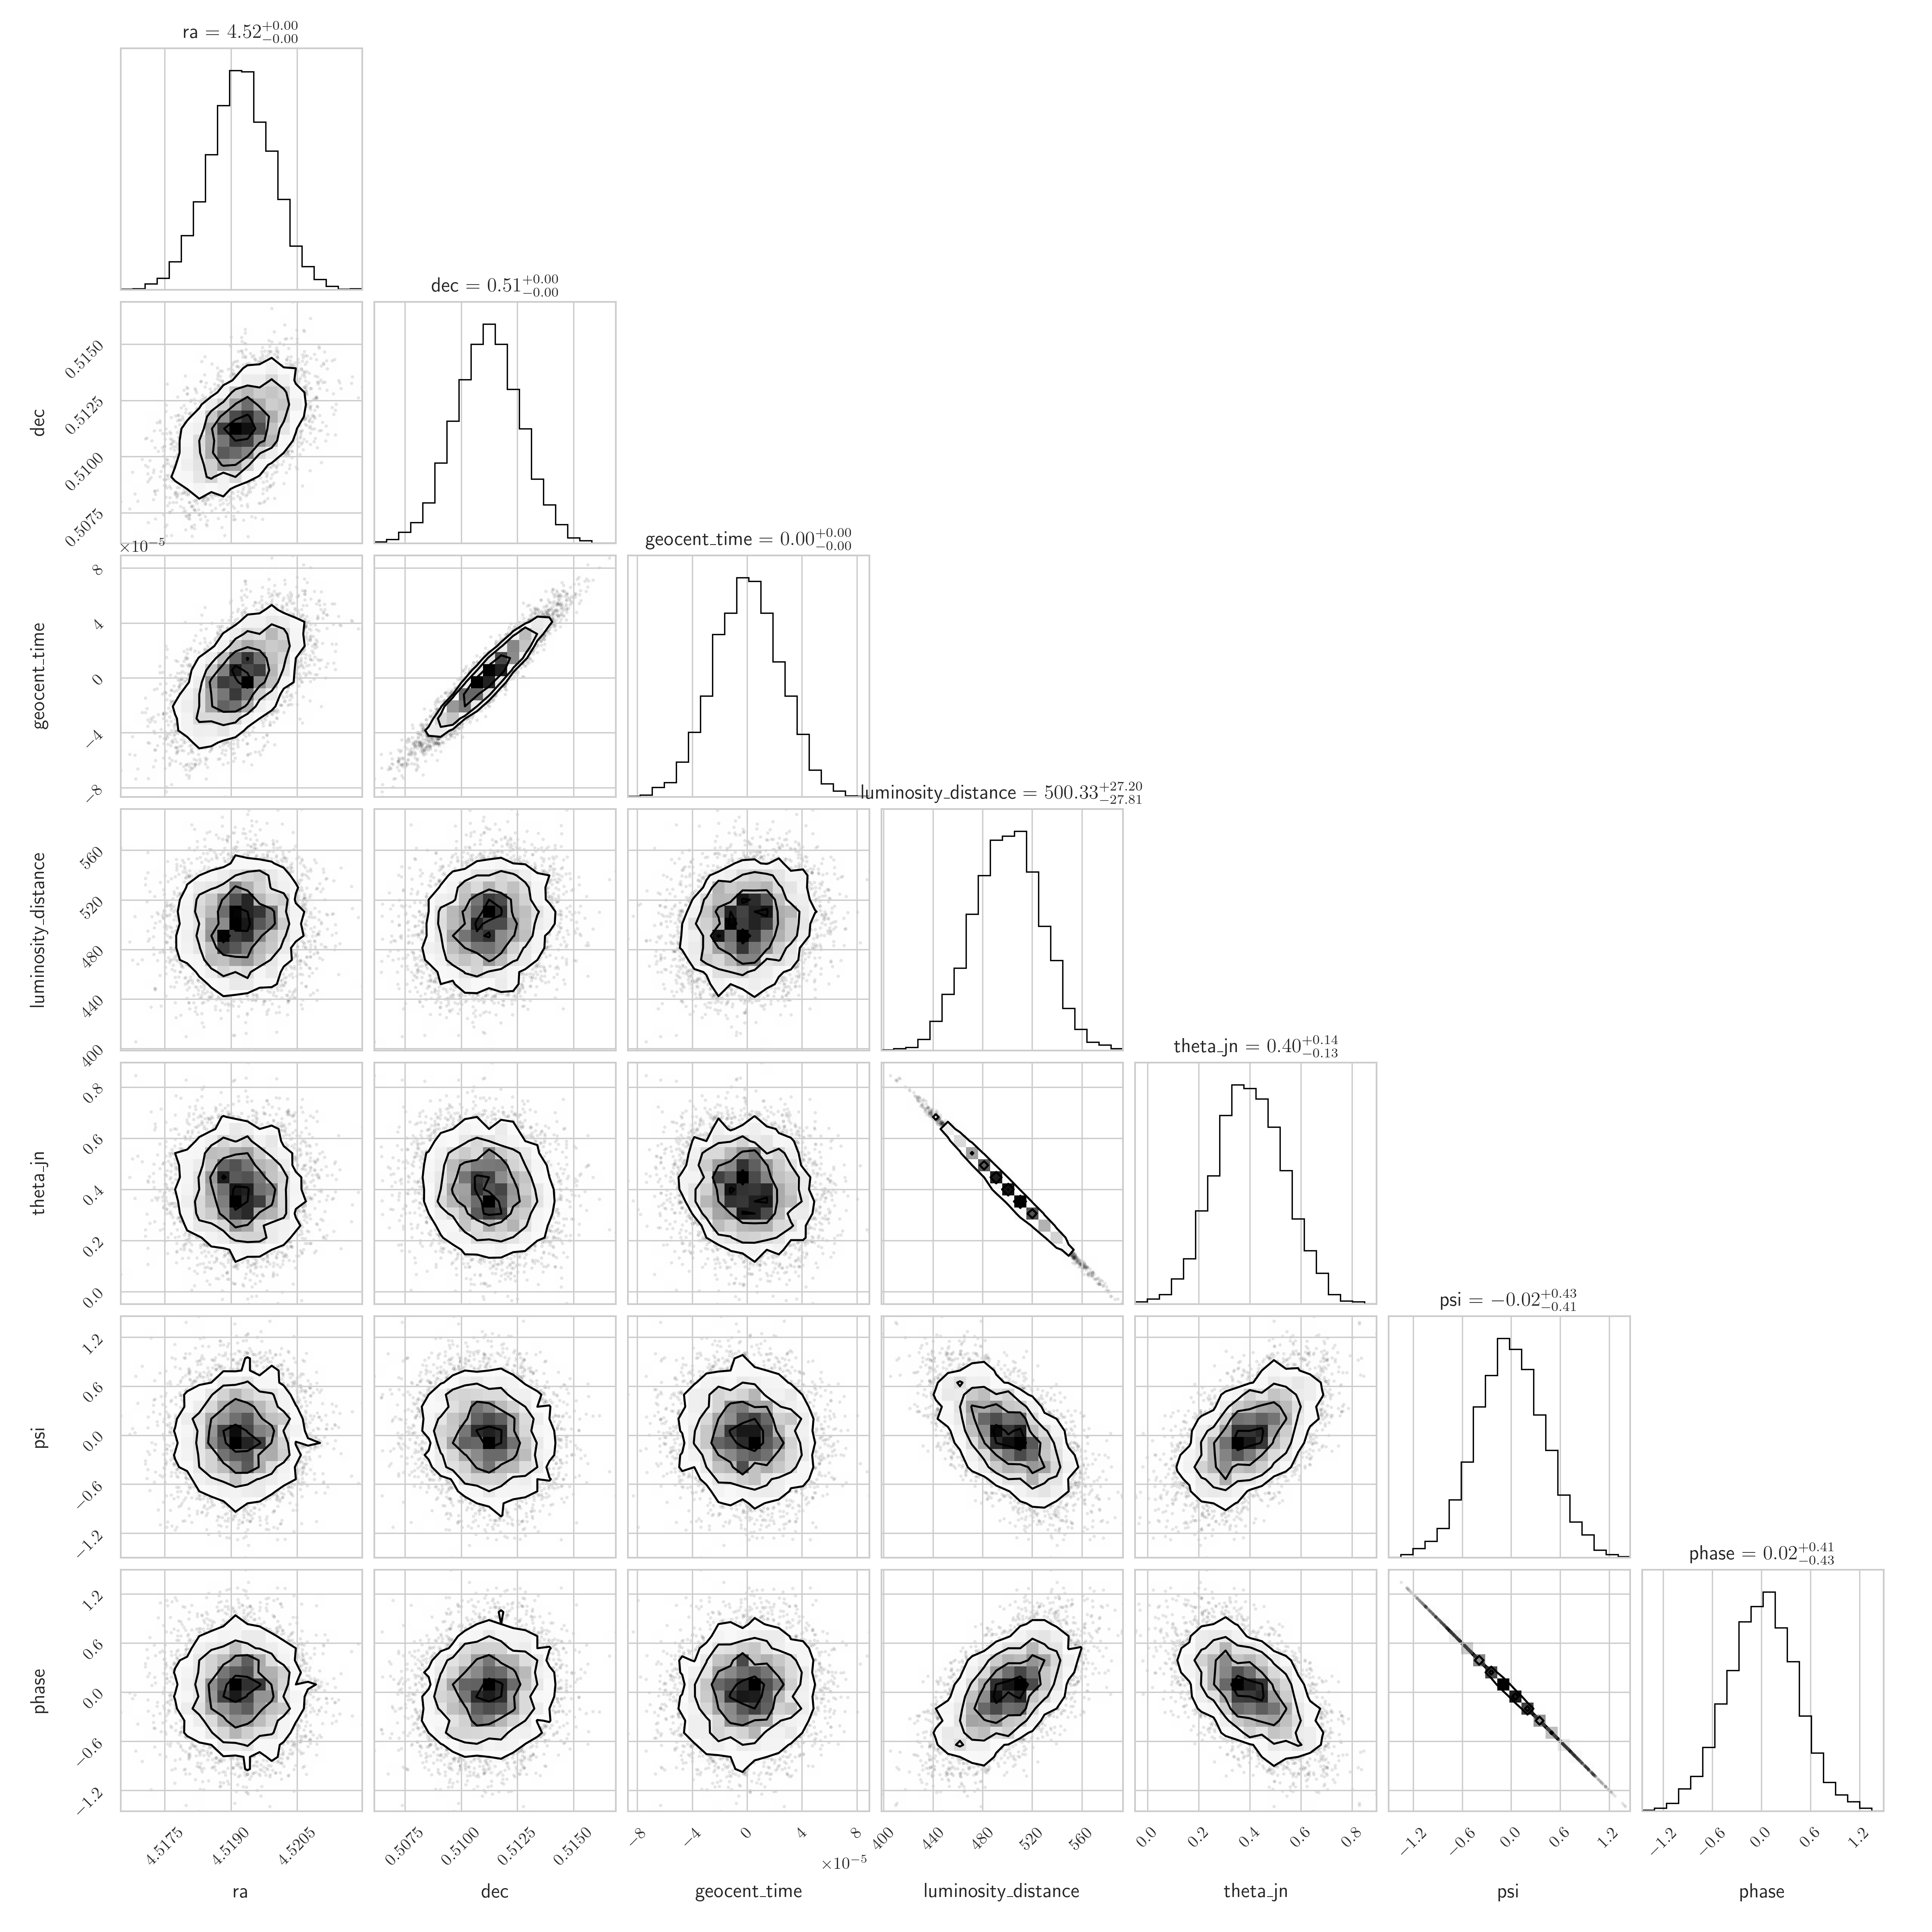 ra = 4.52+0.00−0.00
dec = 0.51+0.00−0.00
dec
0.5150
0.5125
0.5100
0.5075
geocent_time = 0.00+0.00−0.00
×10−5
geocent_time
8
4
0
−4
−8
luminosity_distance = 500.33+27.20−27.81
luminosity_distance
560
520
480
440
400
theta_jn = 0.40+0.14−0.13
theta_jn
0.8
0.6
0.4
0.2
0.0
psi = −0.02+0.43−0.41
psi
1.2
0.6
0.0
−0.6
−1.2
phase = 0.02+0.41−0.43
phase
1.2
0.6
0.0
−0.6
−1.2
4.5175 4.5190 4.5205
0.5075 0.5100 0.5125 0.5150
−8 −4 0 4 8
×10−5
400 440 480 520 560
0.0 0.2 0.4 0.6 0.8
−1.2 −0.6 0.0 0.6 1.2
−1.2 −0.6 0.0 0.6 1.2
ra dec geocent_time luminosity_distance theta_jn psi phase